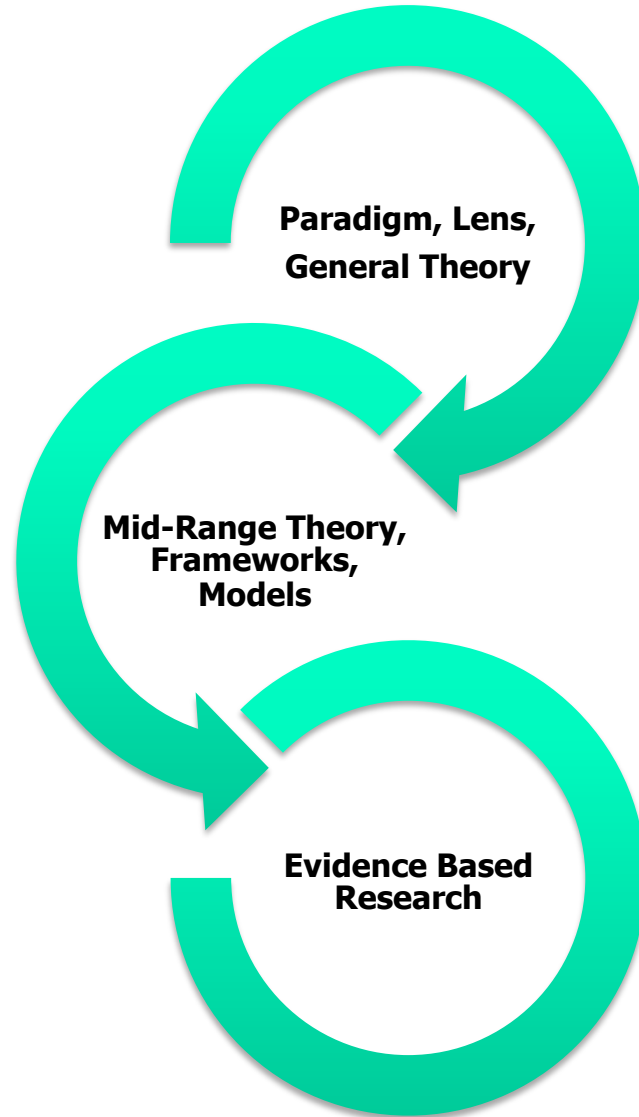 Paradigm, Lens,
General Theory
Mid-Range Theory,
Frameworks,
Models
Evidence Based
Research